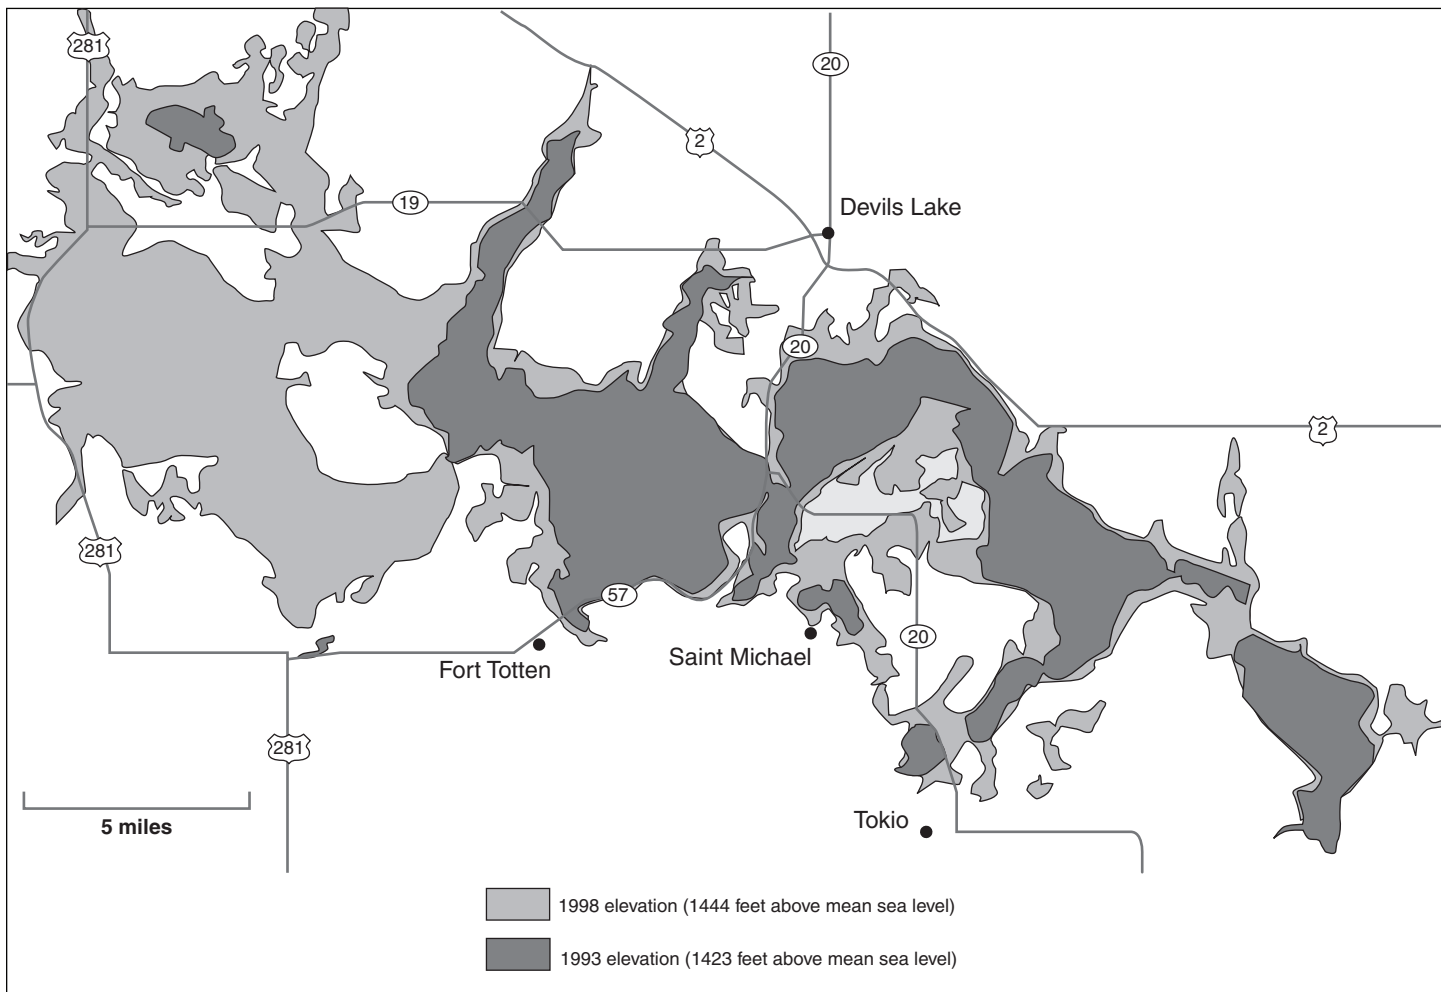 281
20
2
19
Devils Lake
20
2
281
57
20
Saint Michael
Fort Totten
281
5 miles
Tokio
1998 elevation (1444 feet above mean sea level)
1993 elevation (1423 feet above mean sea level)